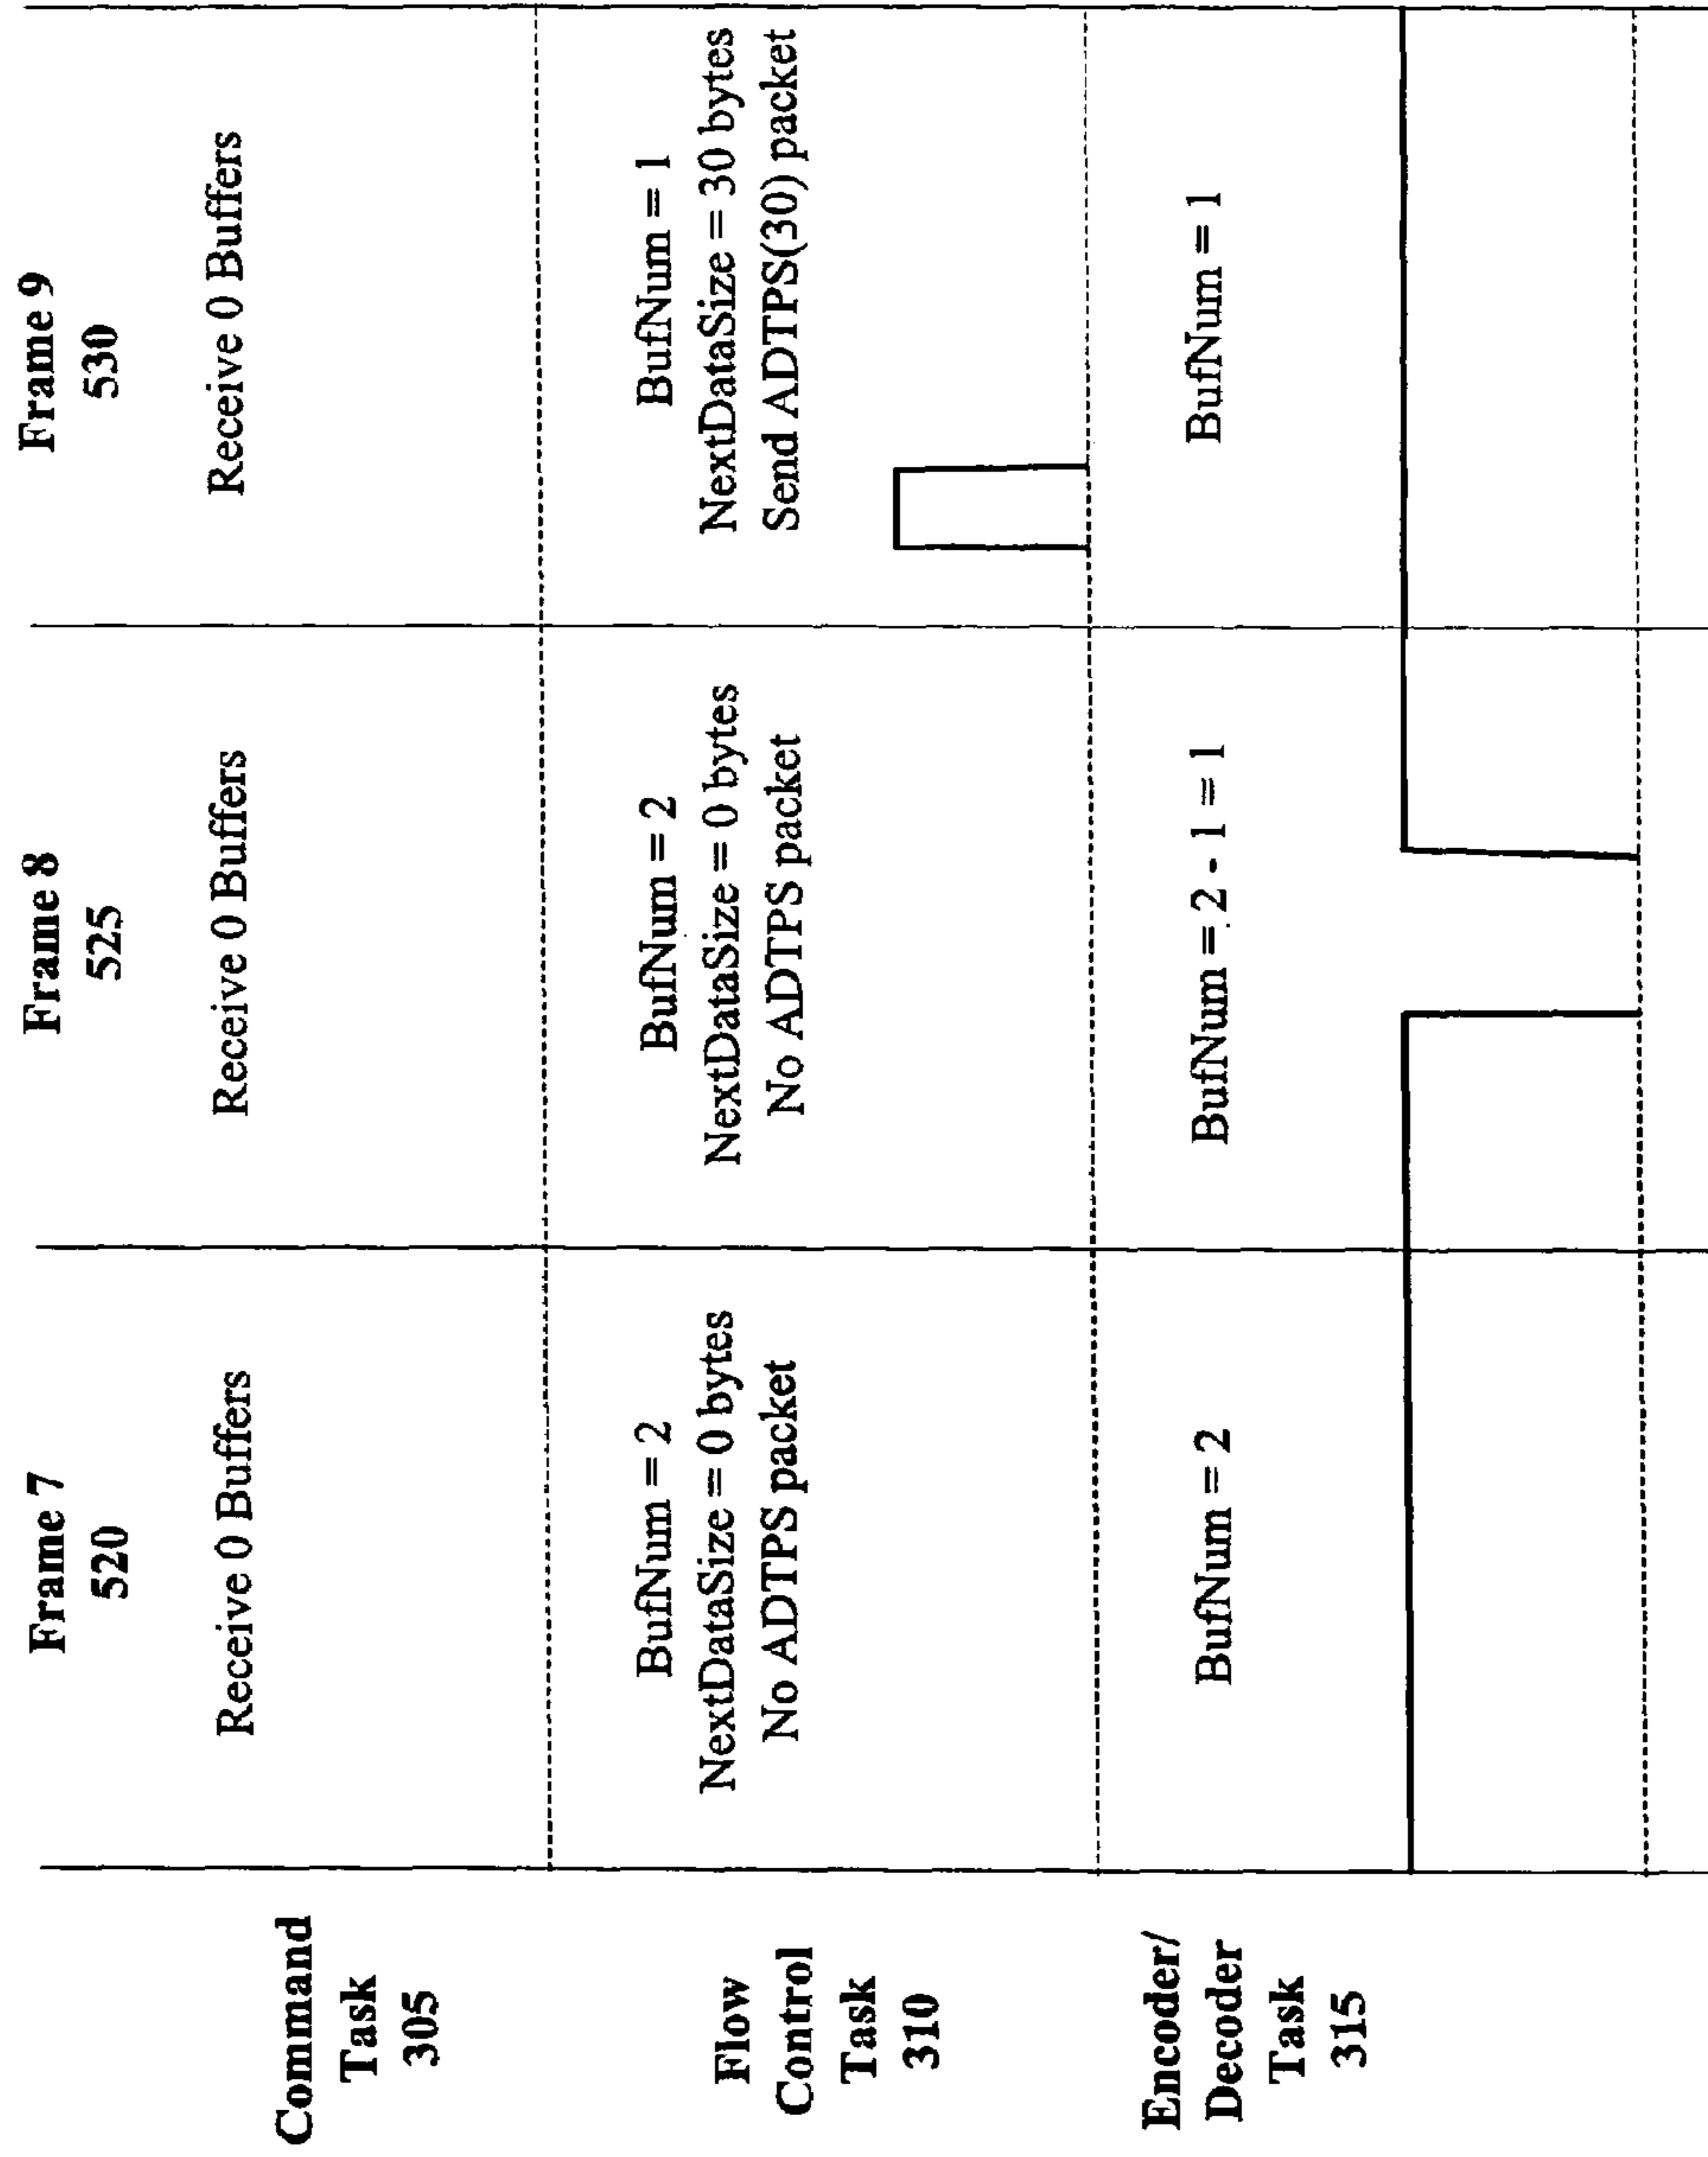 Frame 7
520
Frame 8
525
Frame 9
530
Command
Task
305
Receive 0 Buffers
Receive 0 Buffers
Receive 0 Buffers
Flow
Control
Task
310
BufNum = 2
NextDataSize = 0 bytes
No ADTPS packet
BufNum = 2
NextDataSize = 0 bytes
No ADTPS packet
BufNum = 1
NextDataSize = 30 bytes
Send ADTPS(30) packet
Encoder/
Decoder
Task
315
BufNum = 2
BufNum = 2 - 1 = 1
BufNum = 1